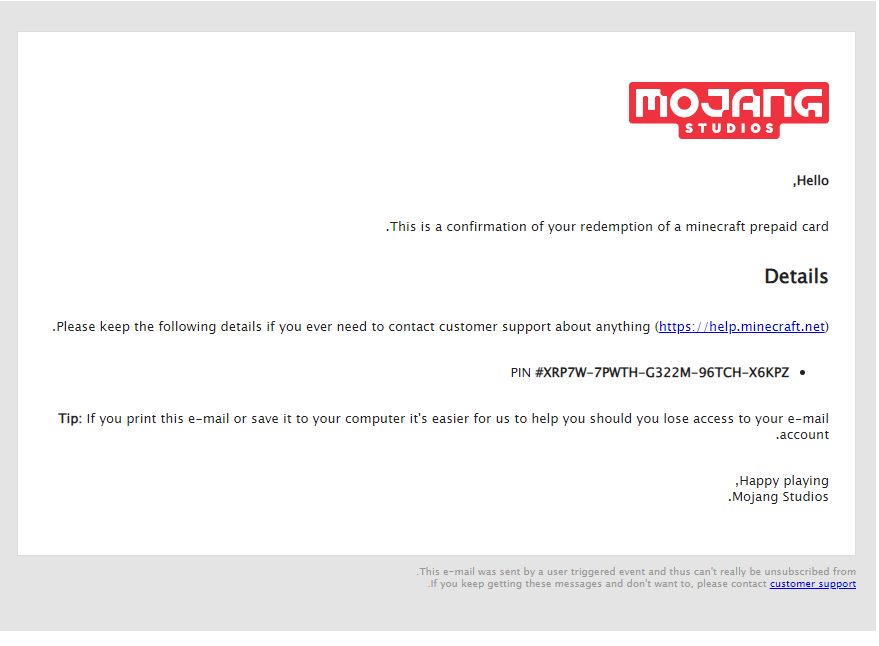 MOJANG
STUDIOS
,Hello
.This is a confirmation of your redemption of a minecraft prepaid card
Details
.Please keep the following details if you ever need to contact customer support about anything (https://help.minecraft.net)
PIN #XRP7W-7PWTH-G322M-96TCH-X6KPZ •
Tip: If you print this e-mail or save it to your computer it's easier for us to help you should you lose access to your e-mail
.account
,Happy playing
.Mojang Studios
.This e-mail was sent by a user triggered event and thus can't really be unsubscribed from
.If you keep getting these messages and don't want to, please contact customer support